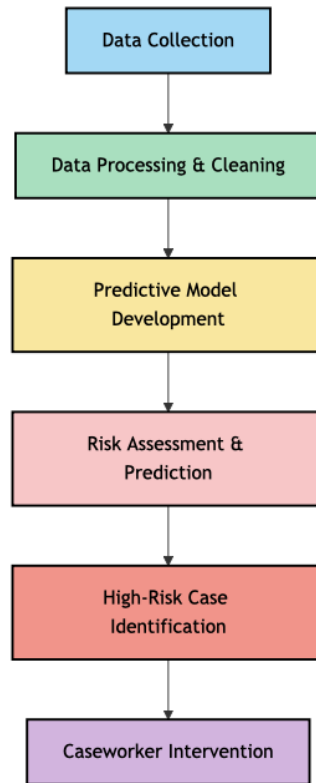 Data Collection
Data Processing & Cleaning
Predictive Model
Development
Risk Assessment &
Prediction
High-Risk Case
Identification
Caseworker Intervention